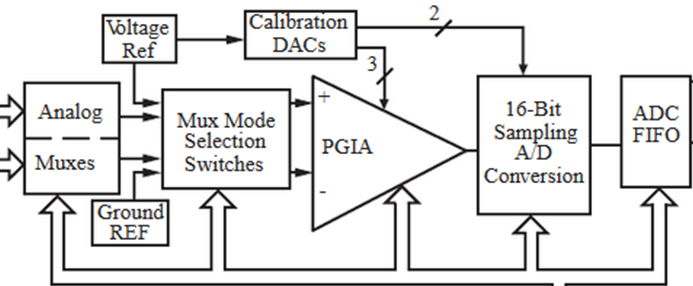 Voltage
Ref
Calibration
DACs
2
3
Analog
Muxes
Mux Mode
Selection
Switches
Ground
REF
+
PGIA
-
16-Bit
Sampling
A/D
Conversion
ADC
FIFO